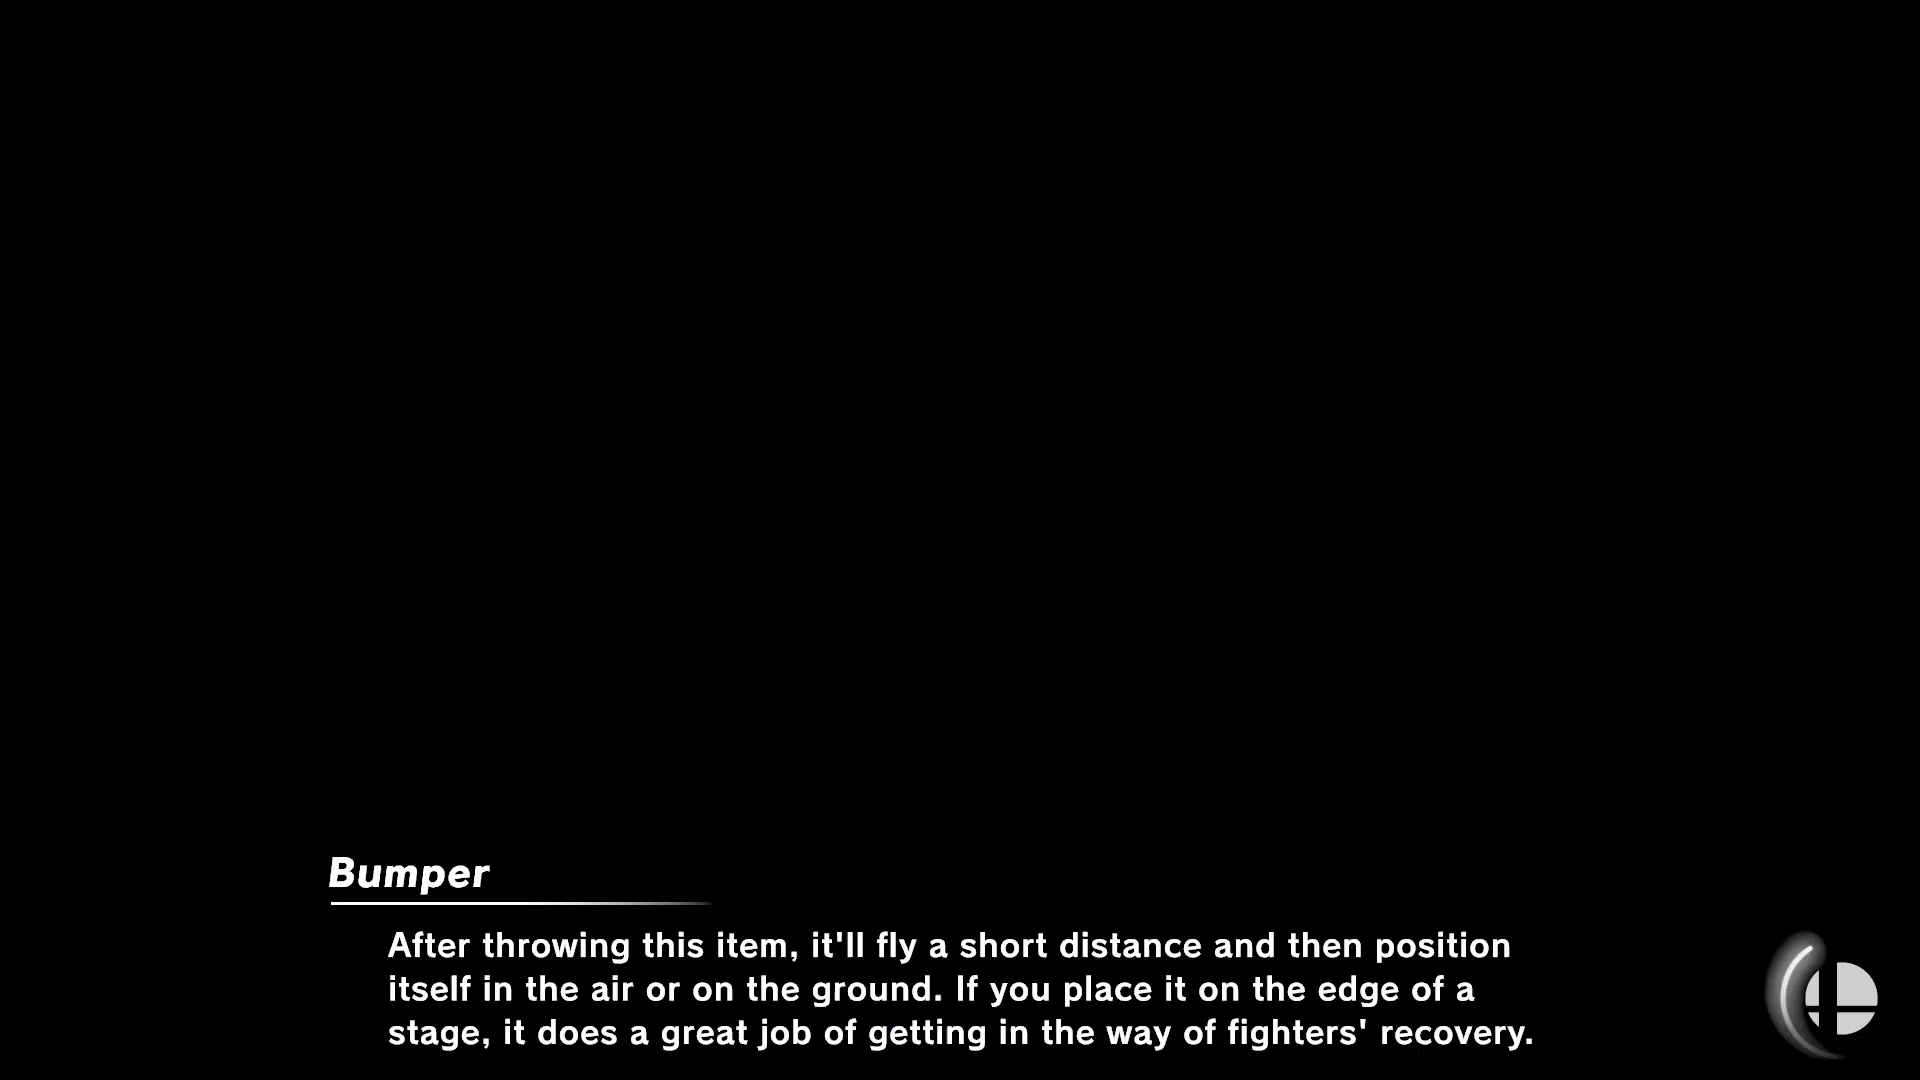 Bumper
After throwing this item, it'll fly a short distance and then position
itself in the air or on the ground. If you place it on the edge of a
stage, it does a great job of getting in the way of fighters' recovery.